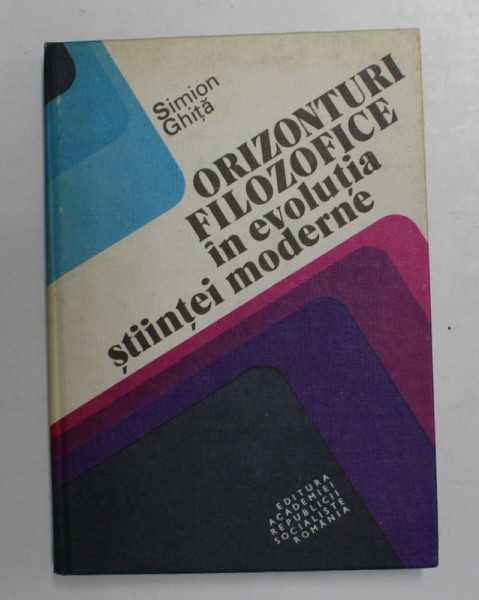 Simion
Ghiță
ORIZONTURI
FILOZOFICE
în evoluția
științei moderne
EDITURA
ACADEMIEI
REPUBLICII
SOCIALISTE
ROMÂNIA